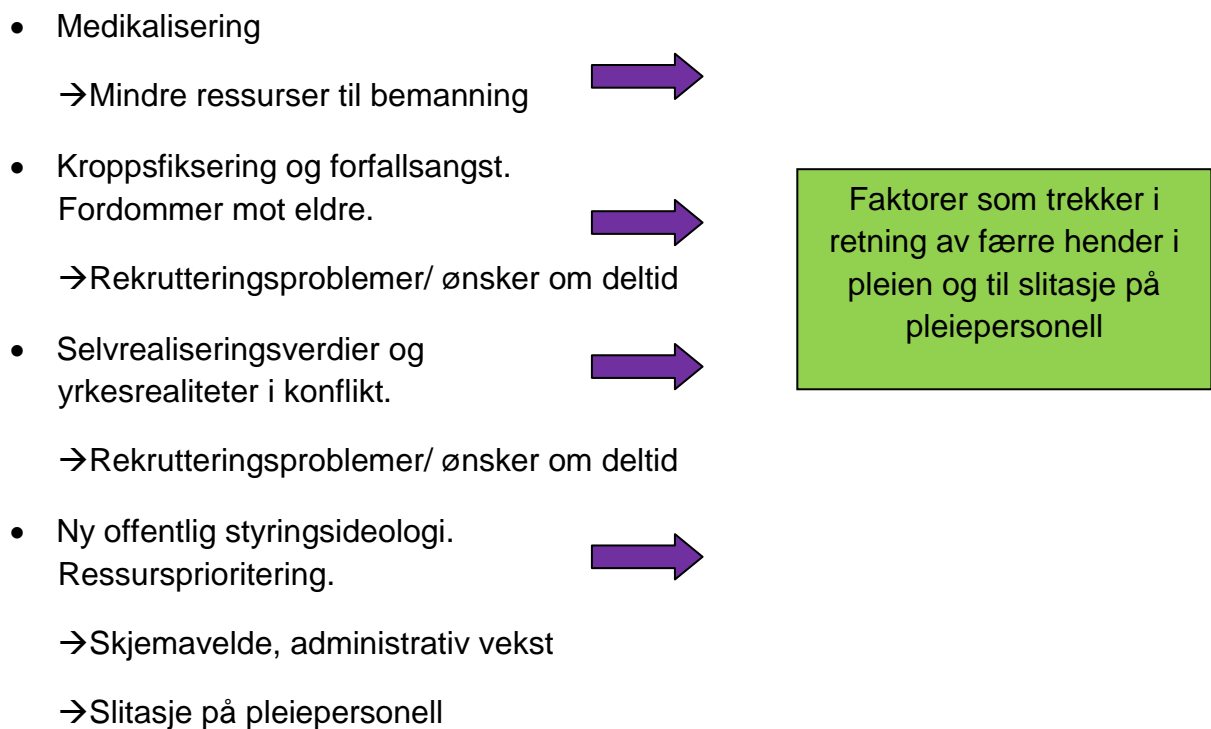 • Medikalisering
→Mindre ressurser til bemanning
• Kroppsfiksering og forfallsangst.
Fordommer mot eldre.
→Rekrutteringsproblemer/ ønsker om deltid
• Selvrealiseringsverdier og
yrkesrealiteter i konflikt.
→Rekrutteringsproblemer/ ønsker om deltid
• Ny offentlig styringsideologi.
Ressursprioritering.
→Skjemavelde, administrativ vekst
→Slitasje på pleiepersonell
Faktorer som trekker i
retning av færre hender i
pleien og til slitasje på
pleiepersonell